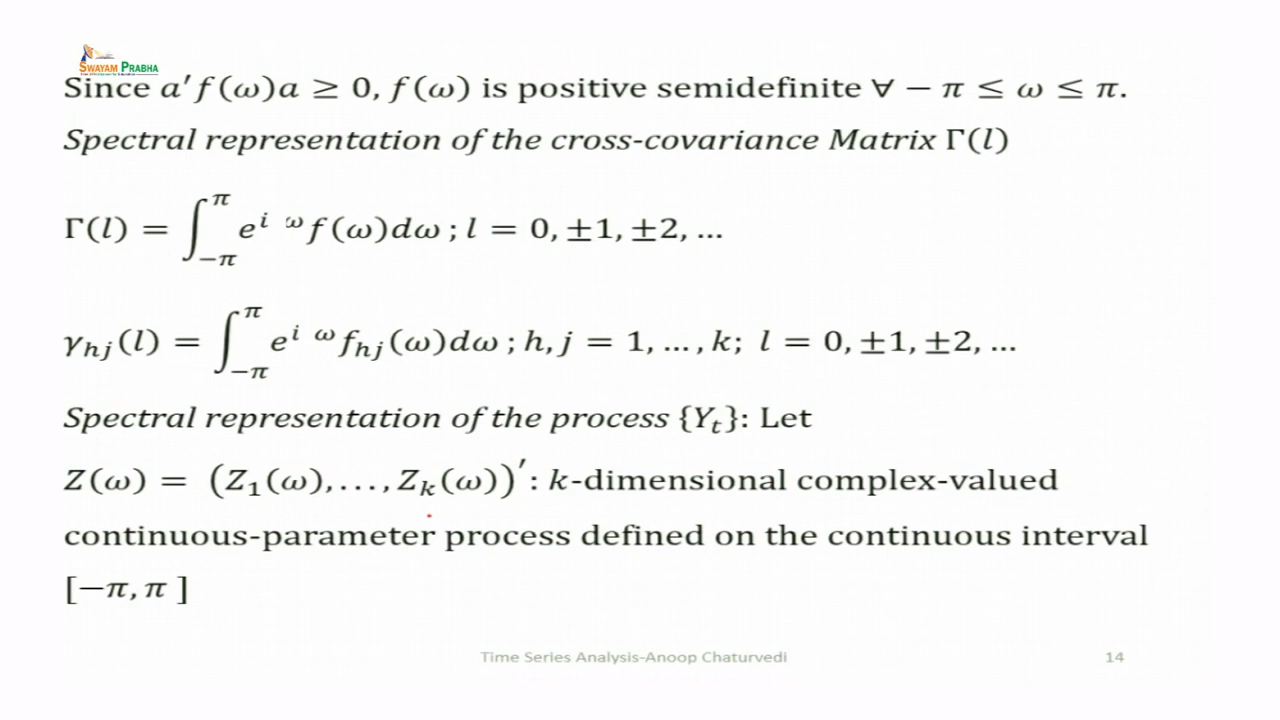 SWAYAM PRABHA
Since a′f(ω)a ≥ 0, f(ω) is positive semidefinite ∀ − π ≤ ω ≤ π.
Spectral representation of the cross-covariance Matrix Γ(l)
Γ(l) = ∫_{−π}^{π} e^{i ω} f(ω)dω ; l = 0, ±1, ±2, …
γ_{hj}(l) = ∫_{−π}^{π} e^{i ω} f_{hj}(ω)dω ; h, j = 1, …, k; l = 0, ±1, ±2, …
Spectral representation of the process {Y_t}: Let
Z(ω) = (Z_1(ω), . . . , Z_k(ω))′: k-dimensional complex-valued
continuous-parameter process defined on the continuous interval
[−π, π ]
Time Series Analysis-Anoop Chaturvedi 14